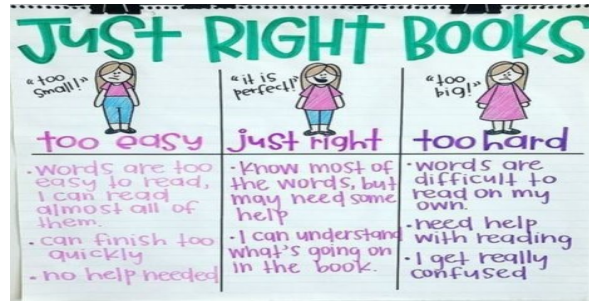 JUST RIGHT BOOKS
"too
small!"
"it is
perfect!"
"too
big!"
too easy
just right
too hard
• words are too
easy to read,
I can read
almost all of
them.
• can finish too
quickly
• no help needed
• Know most of
the words, but
may need some
help
• I can understand
what's going on
in the book.
• words are
difficult to
read on my
own.
• need help
with reading
• I get really
confused